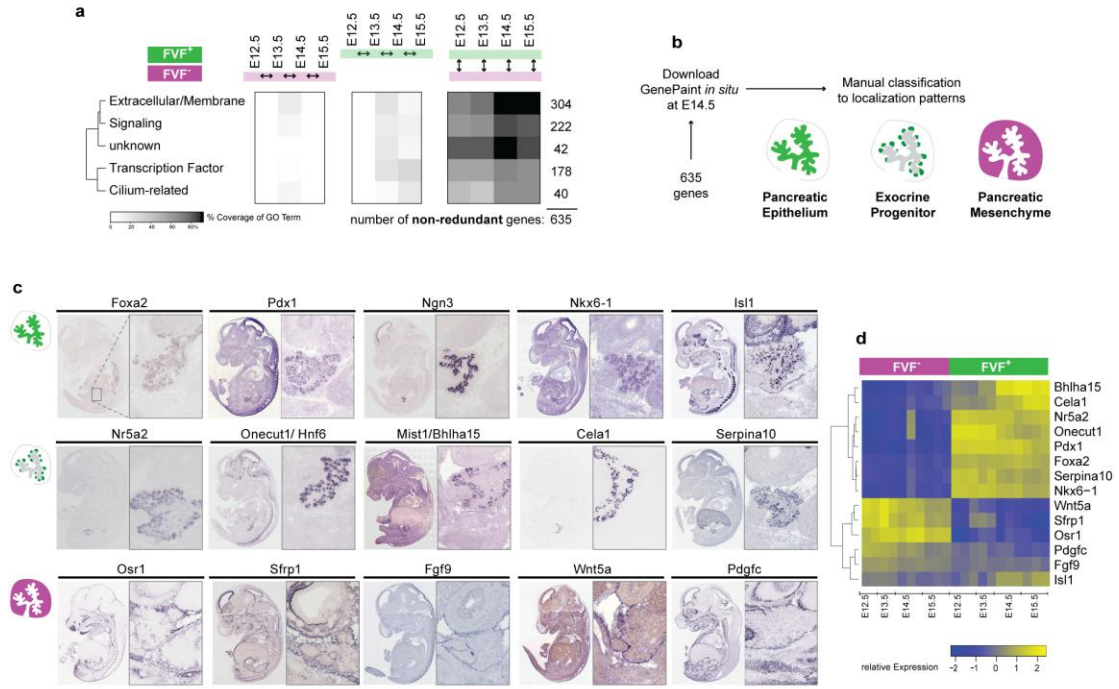 a
FVF+
FVF-
E12.5
E13.5
E14.5
E15.5
E12.5
E13.5
E14.5
E15.5
E12.5
E13.5
E14.5
E15.5
Extracellular/Membrane
304
Signaling
222
unknown
42
Transcription Factor
178
Cilium-related
40
% Coverage of GO Term
0 20 40 60 80%
number of non-redundant genes: 635
b
Download
GenePaint in situ
at E14.5
Manual classification
to localization patterns
635
genes
Pancreatic
Epithelium
Exocrine
Progenitor
Pancreatic
Mesenchyme
c
Foxa2 Pdx1 Ngn3 Nkx6-1 Isl1
Nr5a2 Onecut1/ Hnf6 Mist1/Bhlha15 Cela1 Serpina10
Osr1 Sfrp1 Fgf9 Wnt5a Pdgfc
d
FVF- FVF+
Bhlha15
Cela1
Nr5a2
Onecut1
Pdx1
Foxa2
Serpina10
Nkx6−1
Wnt5a
Sfrp1
Osr1
Pdgfc
Fgf9
Isl1
E12.5
E13.5
E14.5
E15.5
E12.5
E13.5
E14.5
E15.5
relative Expression
-2 -1 0 1 2